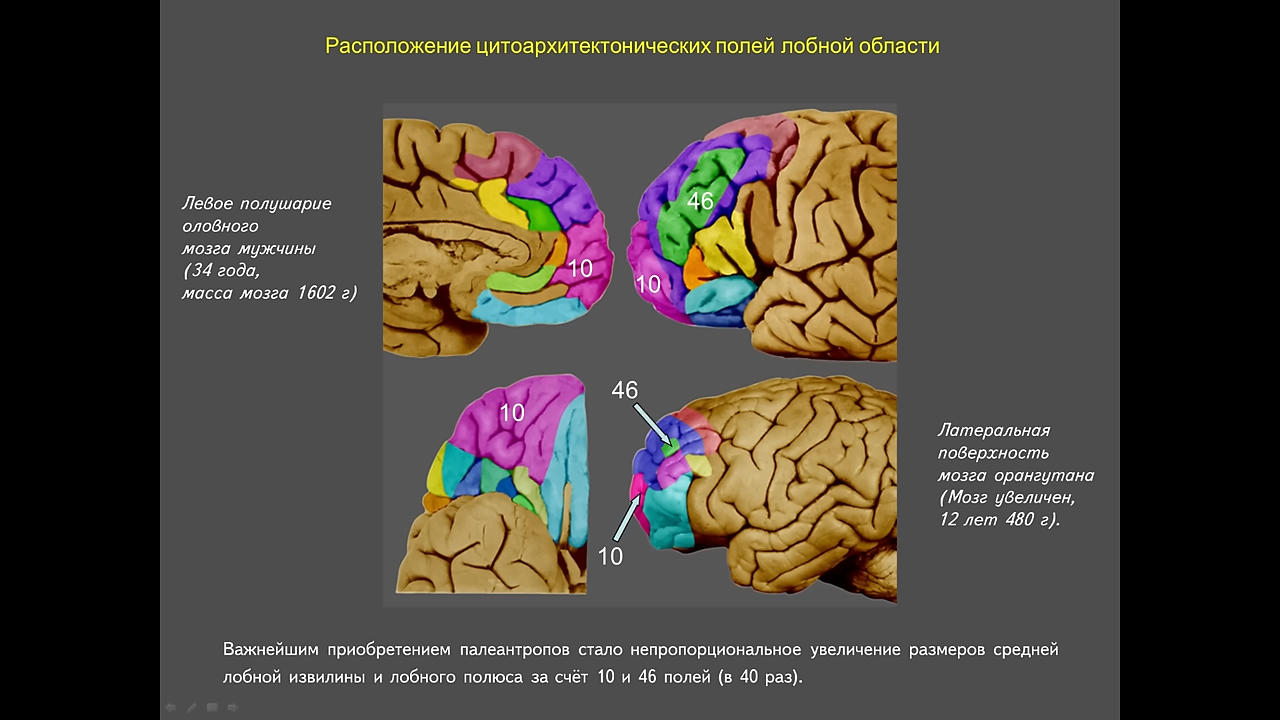 Расположение цитоархитектонических полей лобной области
Левое полушарие
оловного
мозга мужчины
(34 года,
масса мозга 1602 г)
46
10
10
10
46
10
Латеральная
поверхность
мозга орангутана
(Мозг увеличен,
12 лет 480 г).
Важнейшим приобретением палеантропов стало непропорциональное увеличение размеров средней
лобной извилины и лобного полюса за счёт 10 и 46 полей (в 40 раз).